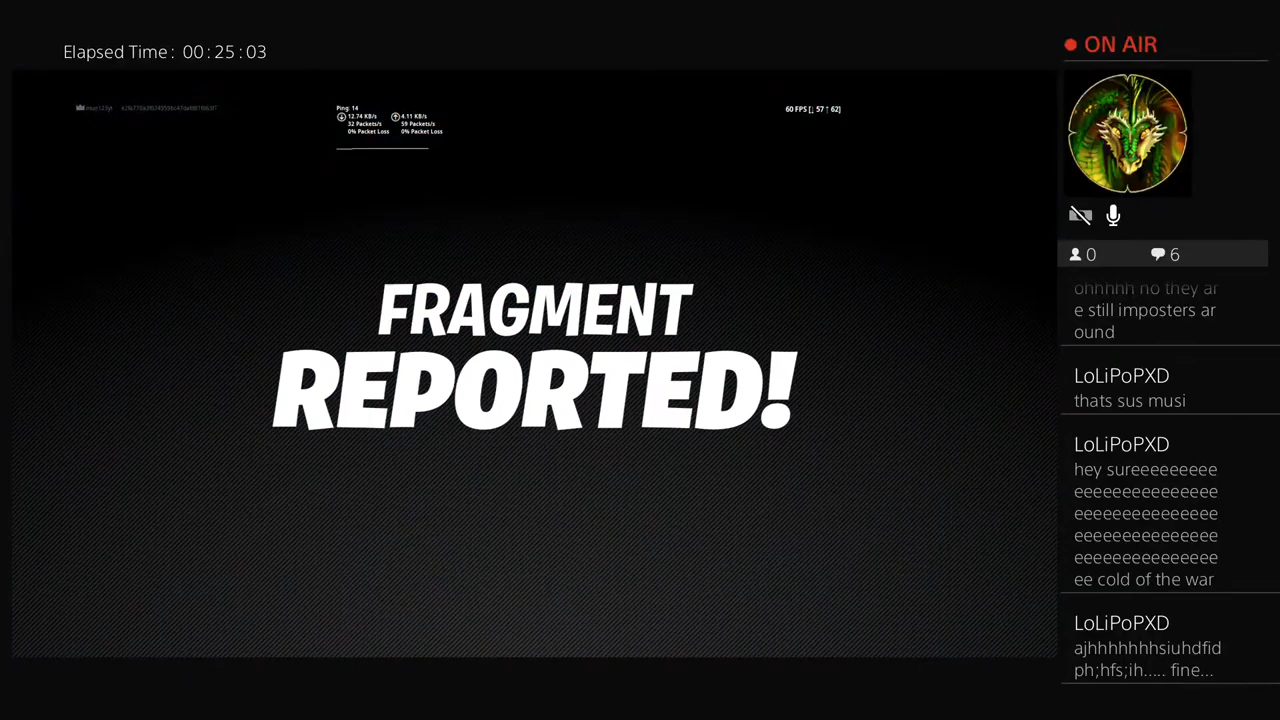 Elapsed Time: 00:25:03
ON AIR
Ping: 14
12.74 KB/s
4.11 KB/s
32 Packets/s
59 Packets/s
0% Packet Loss
0% Packet Loss
60 FPS [↓ 57 ↑ 62]
FRAGMENT
REPORTED!
0
6
ohhhhh no they ar
e still imposters ar
ound
LoLiPoPXD
thats sus musi
LoLiPoPXD
hey sureeeeeeeee
eeeeeeeeeeeeeee
eeeeeeeeeeeeeee
eeeeeeeeeeeeeee
eeeeeeeeeeeeeee
ee cold of the war
LoLiPoPXD
ajhhhhhhhsiuhdfid
ph;hfs;ih..... fine...